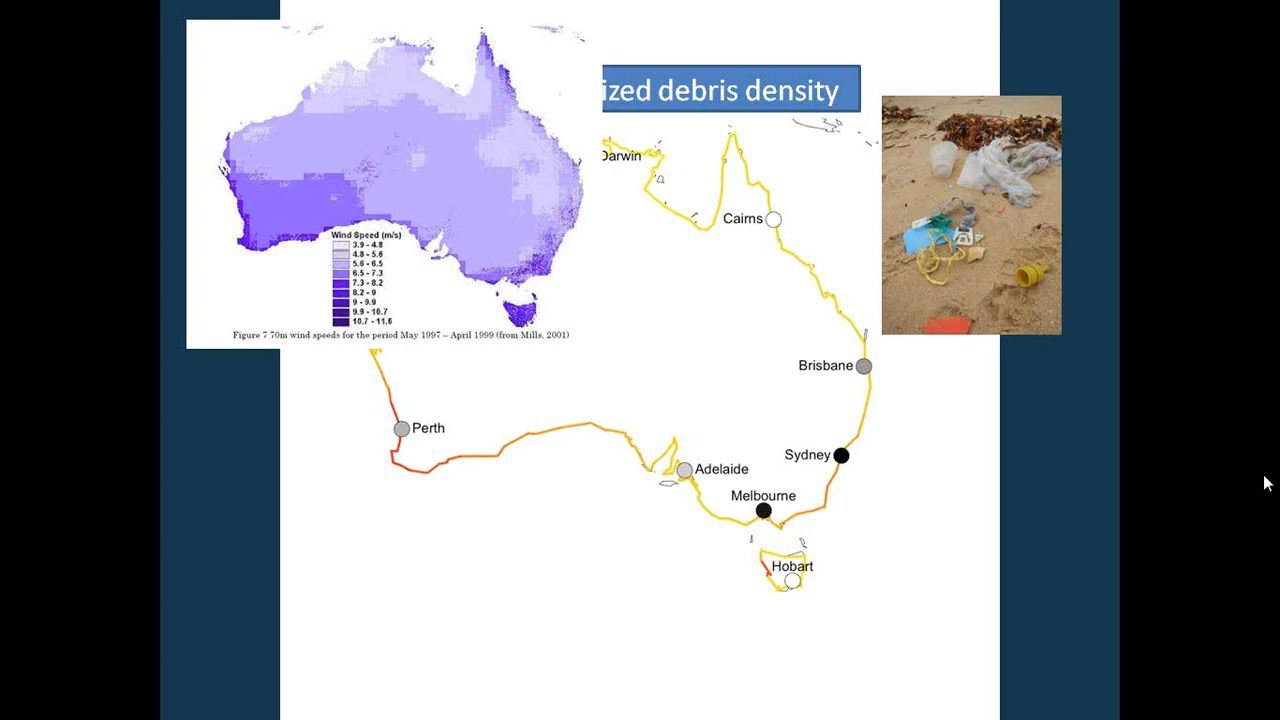 ized debris density
Wind Speed (m/s)
3.9 - 4.8
4.8 - 5.6
5.6 - 6.5
6.5 - 7.3
7.3 - 8.2
8.2 - 9
9 - 9.9
9.9 - 10.7
10.7 - 11.6
Figure 7 70m wind speeds for the period May 1997 – April 1999 (from Mills, 2001)
Darwin
Cairns
Brisbane
Perth
Sydney
Adelaide
Melbourne
Hobart